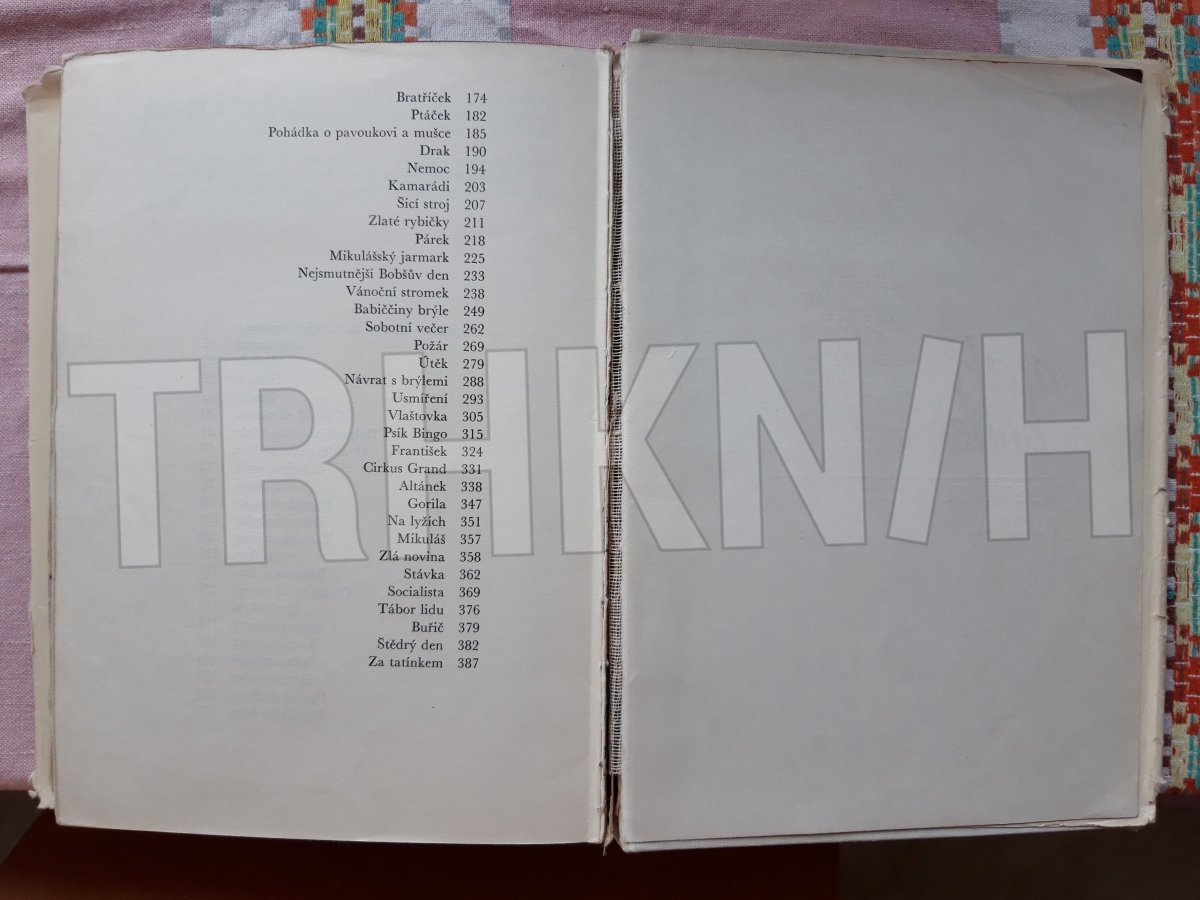 Bratříček 174
Ptáček 182
Pohádka o pavoukovi a mušce 185
Drak 190
Nemoc 194
Kamarádi 203
Šicí stroj 207
Zlaté rybičky 211
Párek 218
Mikulášský jarmark 225
Nejsmutnější Bobšův den 233
Vánoční stromek 238
Babiččiny brýle 249
Sobotní večer 262
Požár 269
Útěk 279
Návrat s brýlemi 288
Usmíření 293
Vlaštovka 305
Psík Bingo 315
František 324
Cirkus Grand 331
Altánek 338
Gorila 347
Na lyžích 351
Mikuláš 357
Zlá novina 358
Stávka 362
Socialista 369
Tábor lidu 376
Buřič 379
Štědrý den 382
Za tatínkem 387
TRHKN/H